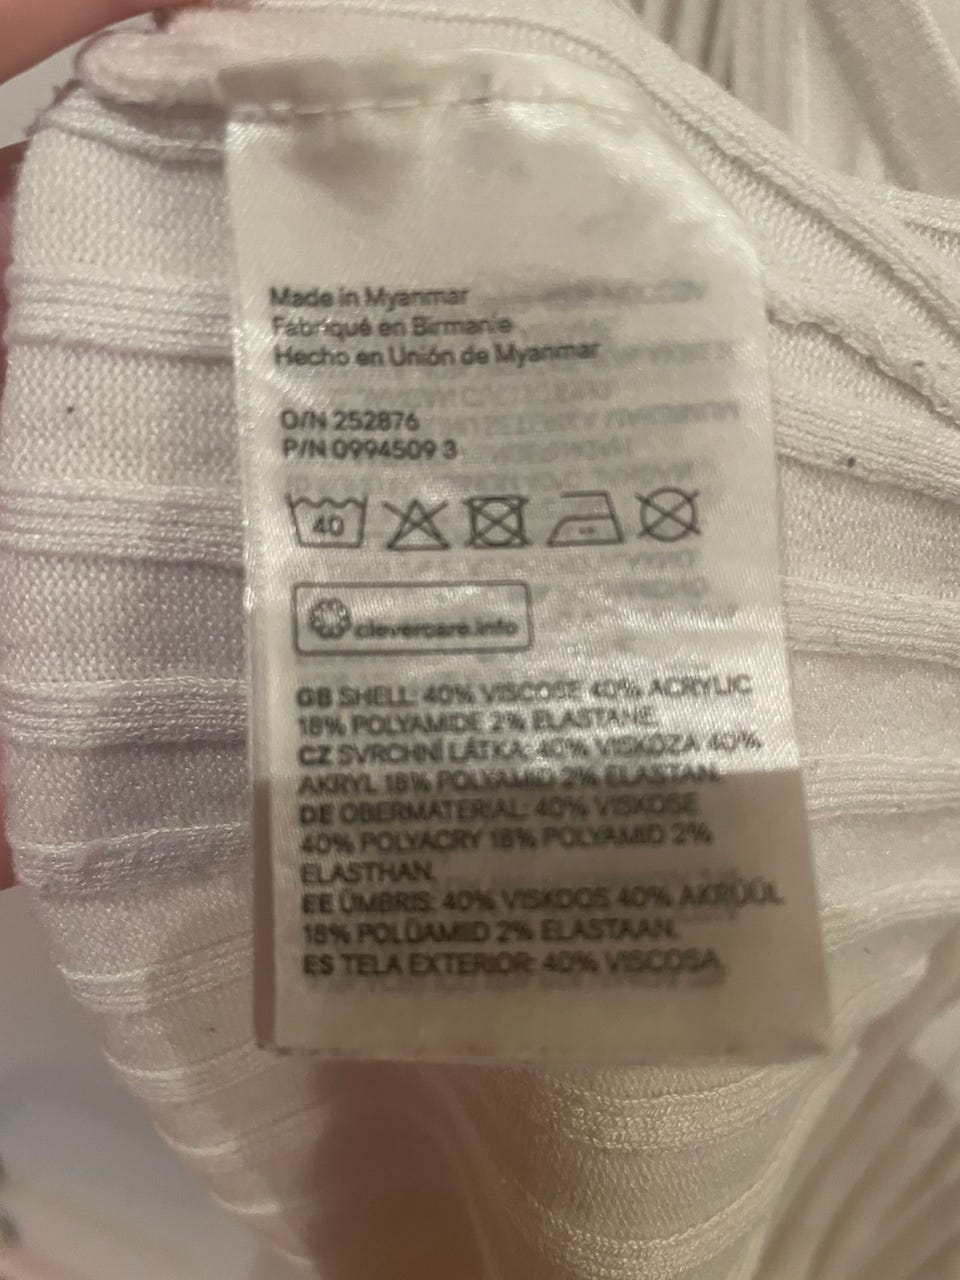 Made in Myanmar
Fabriqué en Birmanie
Hecho en Unión de Myanmar
O/N 252876
P/N 0994509 3
40
clevercare.info
GB SHELL: 40% VISCOSE 40% ACRYLIC
18% POLYAMIDE 2% ELASTANE.
CZ SVRCHNÍ LÁTKA: 40% VISKÓZA 40%
AKRYL 18% POLYAMID 2% ELASTAN.
DE OBERMATERIAL: 40% VISKOSE
40% POLYACRY 18% POLYAMID 2%
ELASTHAN.
EE ÜMBRIS: 40% VISKOOS 40% AKRÜÜL
18% POLÜAMIID 2% ELASTAAN.
ES TELA EXTERIOR: 40% VISCOSA